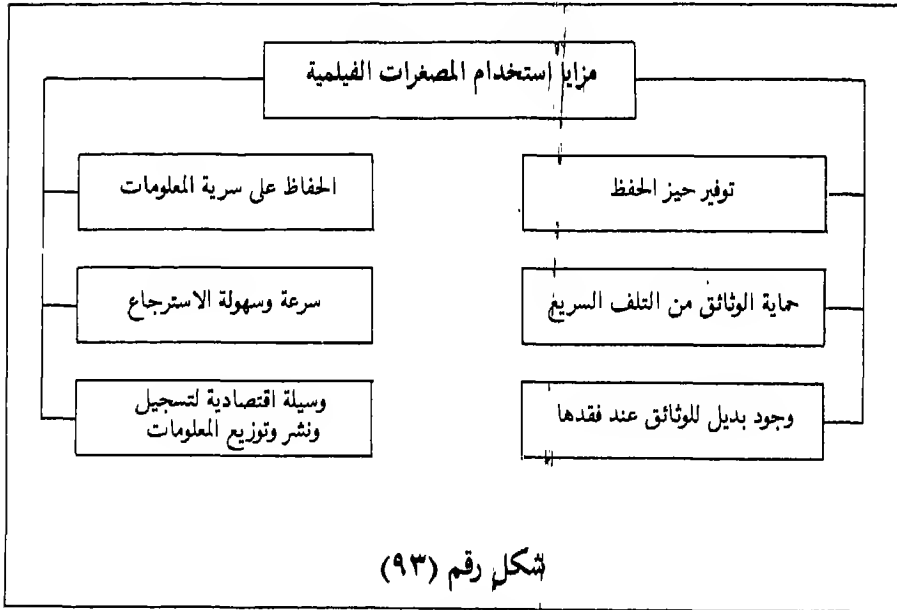 مزايا إستخدام المصغرات الفيلمية
توفير حيز الحفظ
الحفاظ على سرية المعلومات
حماية الوثائق من التلف السريع
سرعة وسهولة الاسترجاع
وجود بديل للوثائق عند فقدها
وسيلة اقتصادية لتسجيل
ونشر وتوزيع المعلومات
شكل رقم (٩٣)